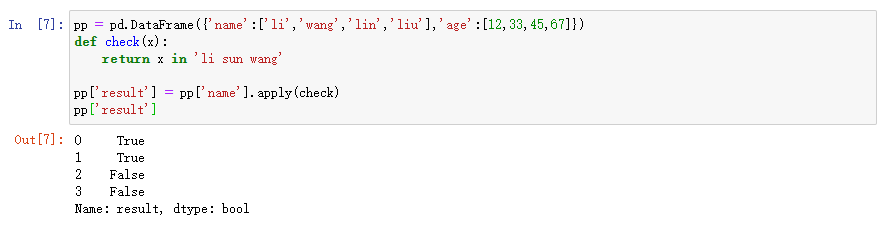 In [7]: pp = pd.DataFrame({'name':['li','wang','lin','liu'],'age':[12,33,45,67]})
def check(x):
    return x in 'li sun wang'
pp['result'] = pp['name'].apply(check)
pp['result']
Out[7]: 0     True
1     True
2    False
3    False
Name: result, dtype: bool